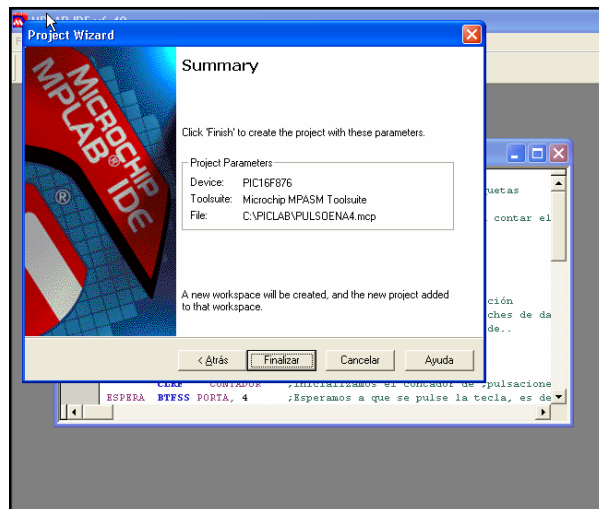 Project Wizard
MICROCHIP
MPLAB IDE
®
Summary
Click 'Finish' to create the project with these parameters.
Project Parameters
Device: PIC16F876
Toolsuite: Microchip MPASM Toolsuite
File: C:\PICLAB\PULSOENA4.mcp
A new workspace will be created, and the new project added
to that workspace.
< Atrás
Finalizar
Cancelar
Ayuda
uetas
contar el
ción
ches de da
de..
CLRF CONTADOR ;Inicializamos el contador de ;pulsacione
ESPERA BTFSS PORTA, 4 ;Esperamos a que se pulse la tecla, es de